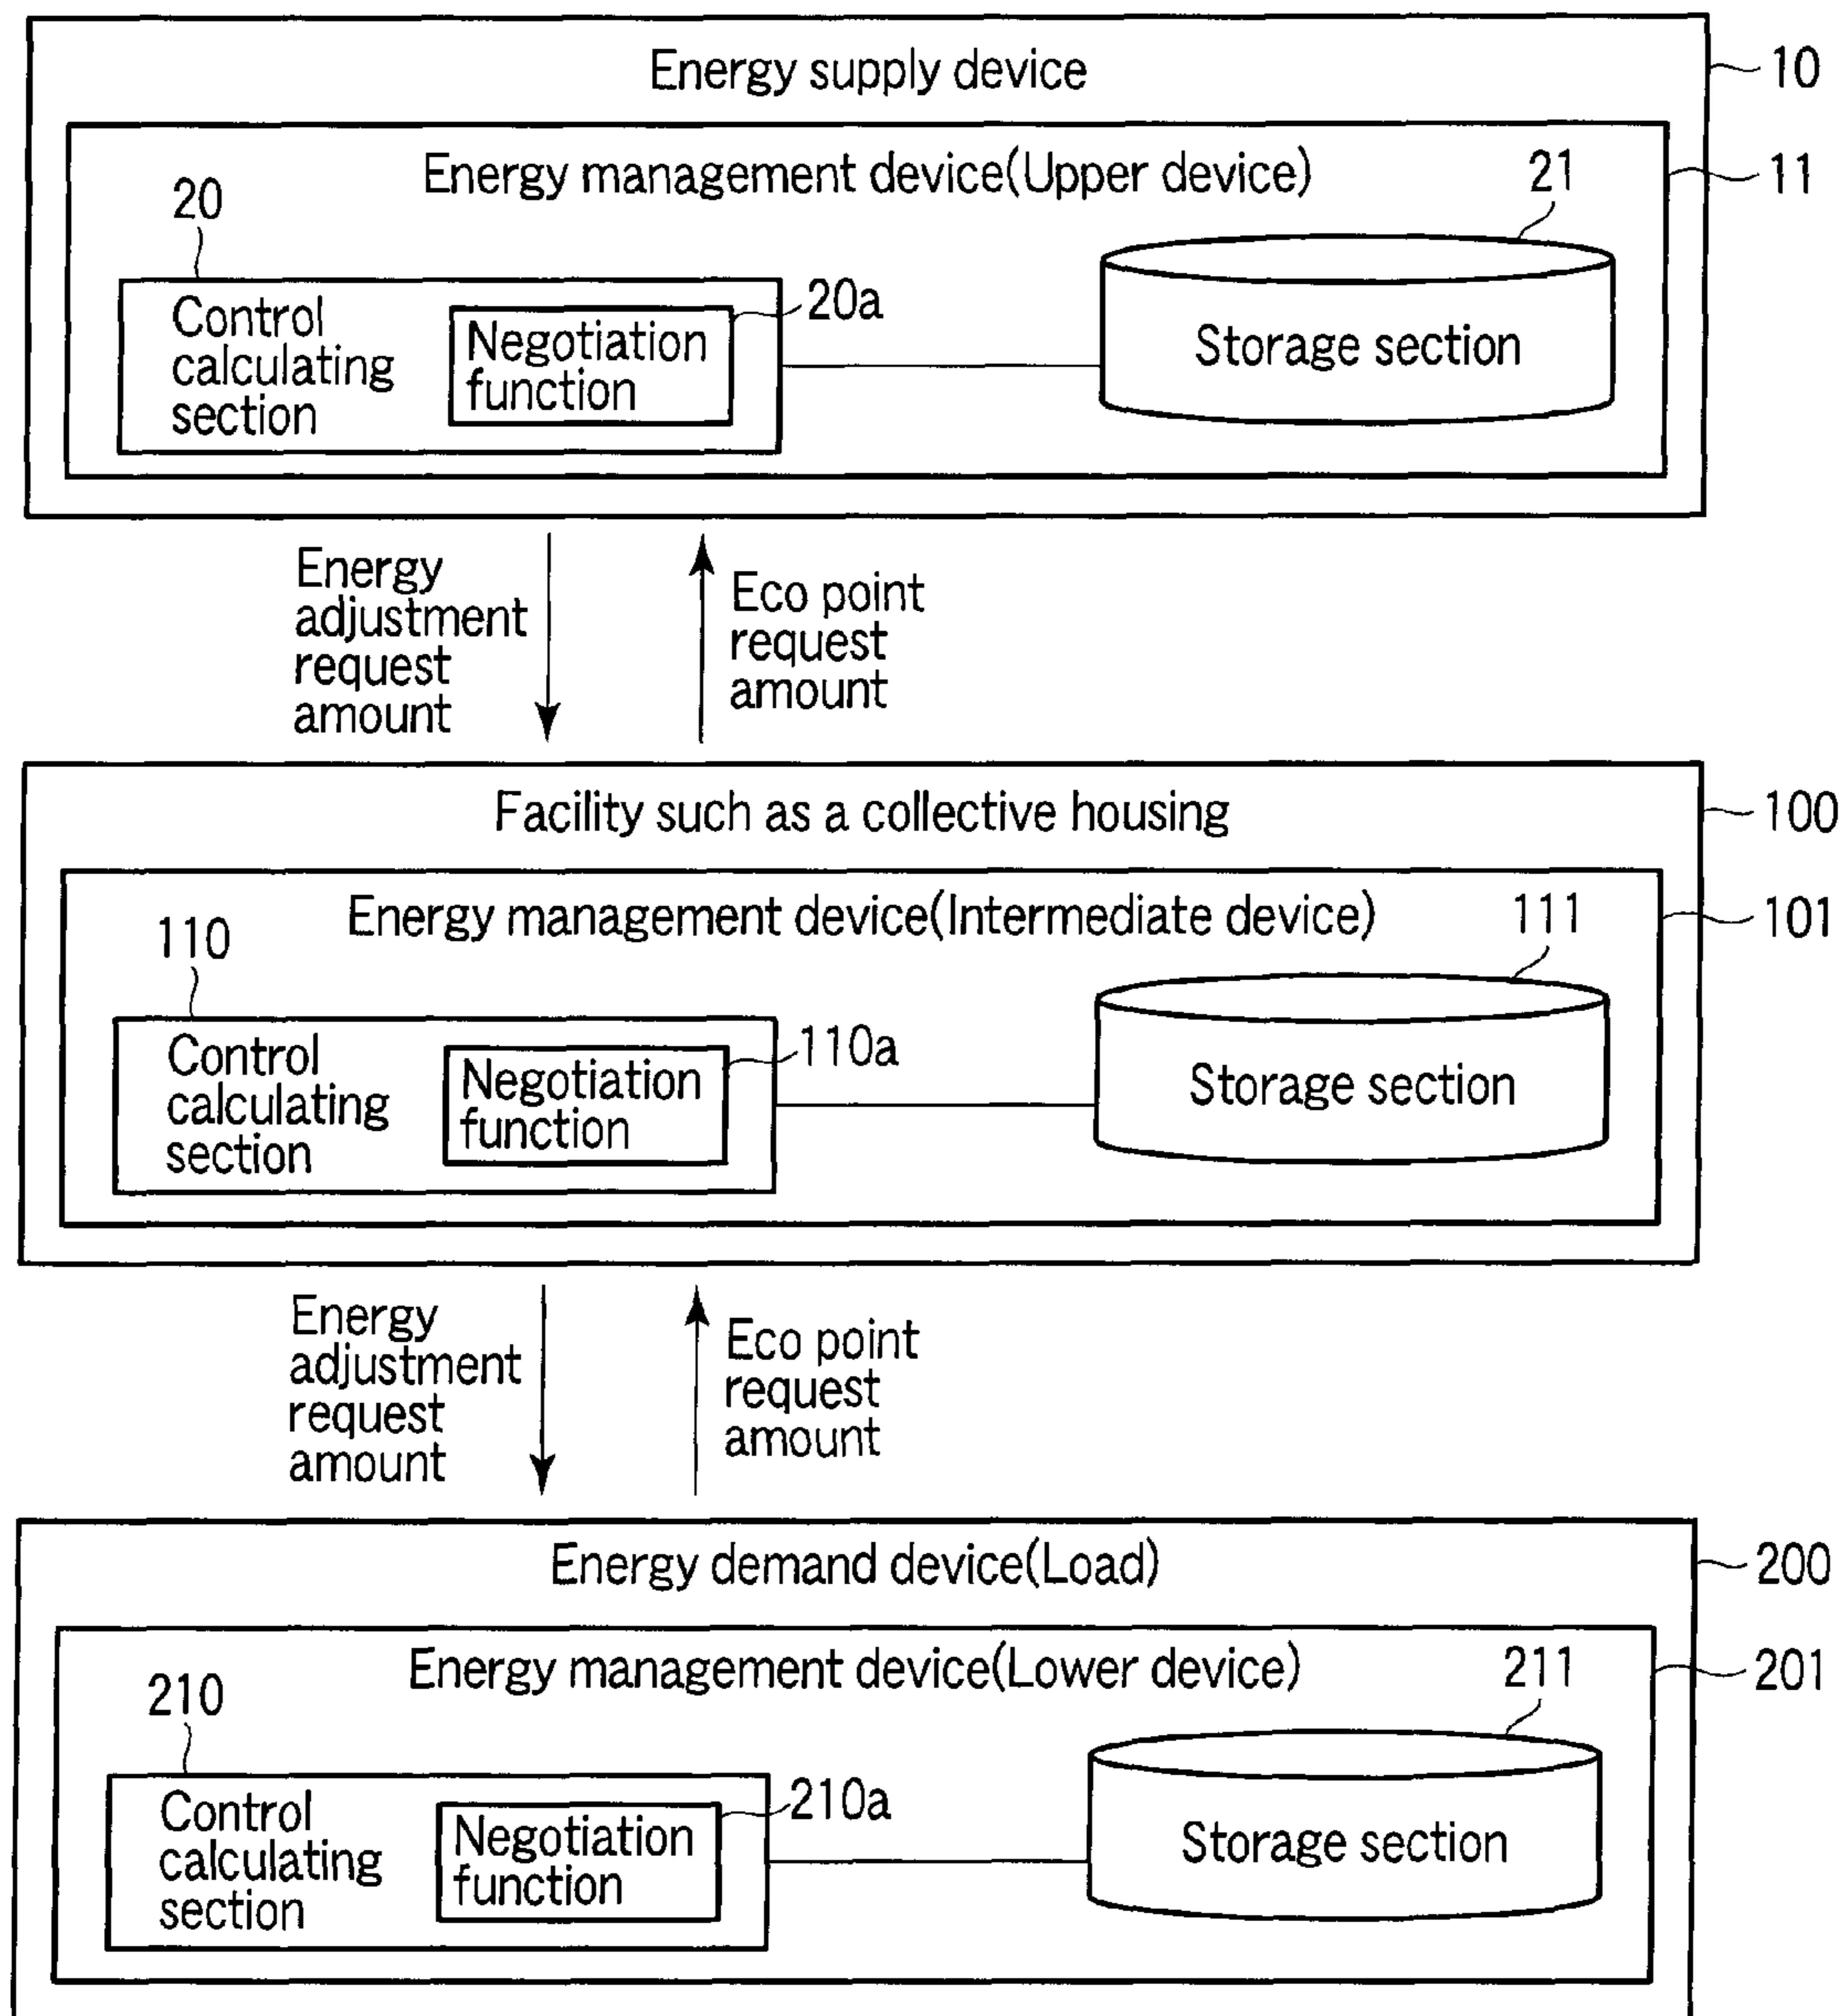 Energy supply device
10
Energy management device(Upper device)
11
20
21
Control
calculating
section
Negotiation
function
20a
Storage section
Energy
adjustment
request
amount
Eco point
request
amount
Facility such as a collective housing
100
Energy management device(Intermediate device)
101
110
111
Control
calculating
section
Negotiation
function
110a
Storage section
Energy
adjustment
request
amount
Eco point
request
amount
Energy demand device(Load)
200
Energy management device(Lower device)
201
210
211
Control
calculating
section
Negotiation
function
210a
Storage section